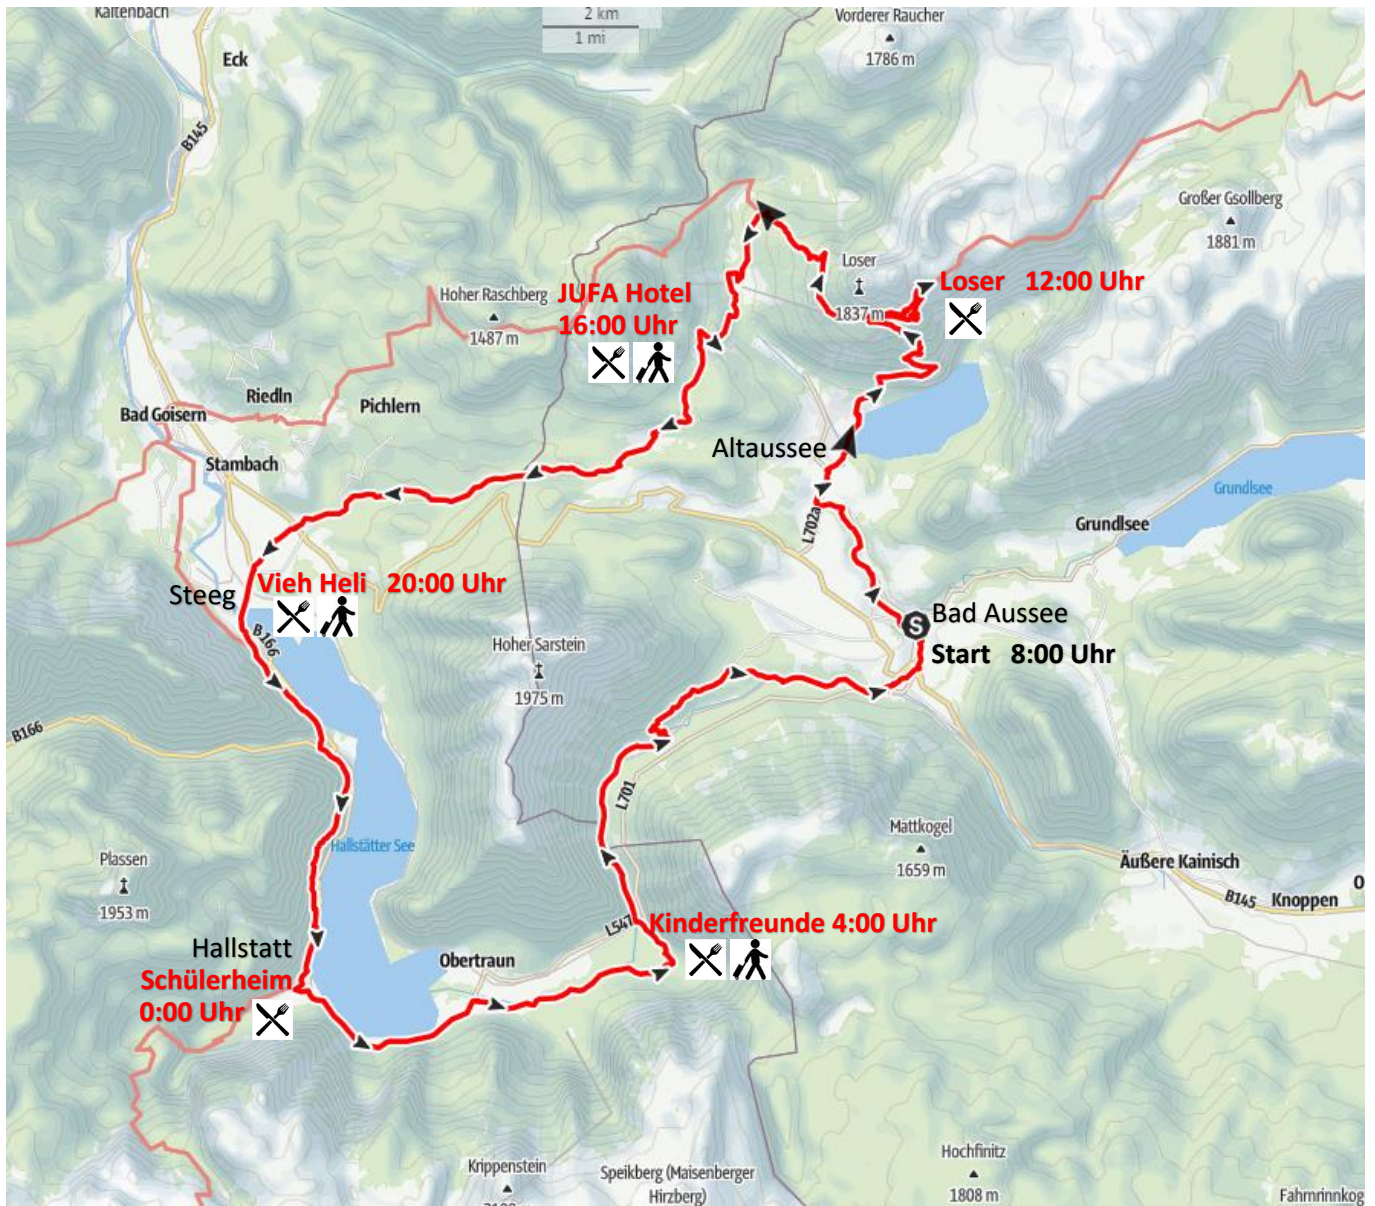 Kaltenbach
2 km
1 mi
Vorderer Raucher
1786 m
Eck
B145
Großer Gsollberg
1881 m
Loser
1837 m
Loser 12:00 Uhr
Hoher Raschberg
1487 m
JUFA Hotel
16:00 Uhr
Riedln
Pichlern
Bad Goisern
Stambach
Altaussee
Grundlsee
Grundlsee
L702a
Steeg
Vieh Heli 20:00 Uhr
B166
S
Bad Aussee
Start 8:00 Uhr
Hoher Sarstein
1975 m
B166
L701
Hallstätter See
Mattkogel
1659 m
Plassen
1953 m
Äußere Kainisch
B145
Knoppen
L547
Kinderfreunde 4:00 Uhr
Hallstatt
Schülerheim
0:00 Uhr
Obertraun
Krippenstein
Speikberg (Maisenberger
Hirzberg)
Hochfinitz
1808 m
Fahrnrinnkog